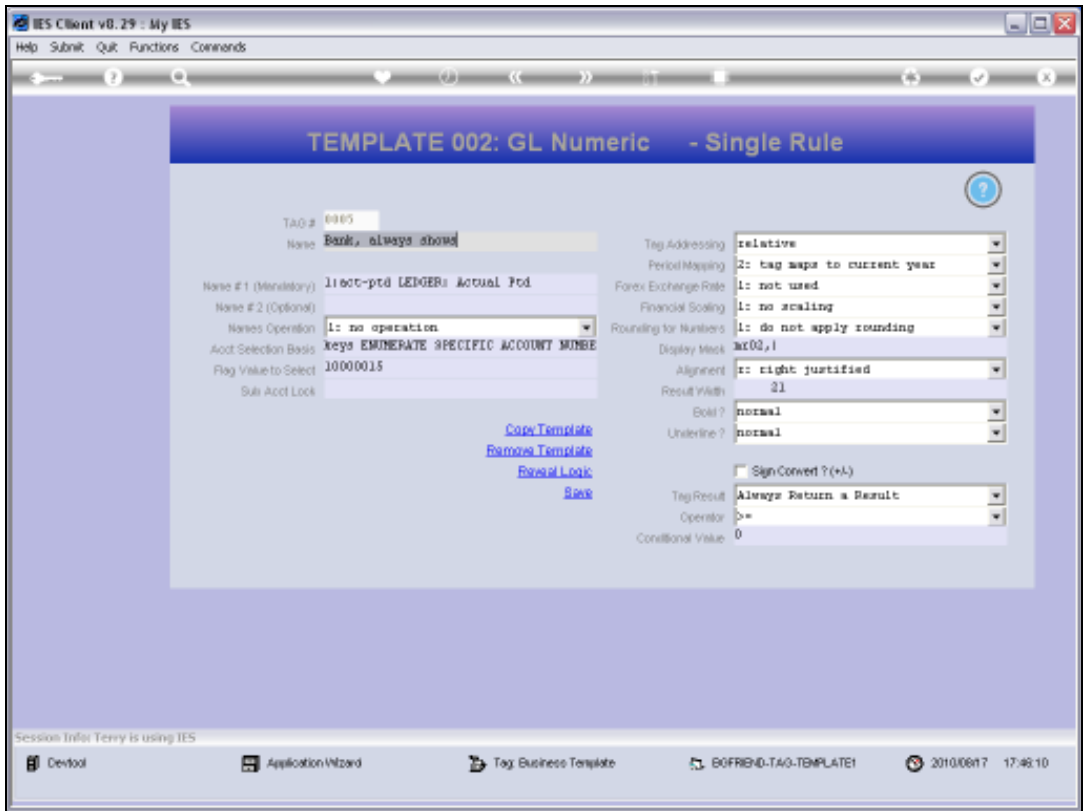 IES Client v8.29 : My IES
Help Submit Quit Functions Commands
TEMPLATE 002: GL Numeric - Single Rule
TAG # 0005
Name Bank, always shows
Name # 1 (Mandatory) 1:act-ptd LEDGER: Actual Ptd
Name # 2 (Optional)
Names Operation 1: no operation
Acct Selection Basis keys ENUMERATE SPECIFIC ACCOUNT NUMBE
Flag Value to Select 10000015
Sub Acct Lock
Copy Template
Remove Template
Reveal Logic
Save
Tag Addressing relative
Period Mapping 2: tag maps to current year
Forex Exchange Rate 1: not used
Financial Scaling 1: no scaling
Rounding for Numbers 1: do not apply rounding
Display Mask mr02,|
Alignment r: right justified
Result Width 21
Bold ? normal
Underline ? normal
Sign Convert ? (+/-)
Tag Result Always Return a Result
Operator >=
Conditional Value 0
Session Info: Terry is using IES
Devtool Application Wizard Tag: Business Template BGFRIEND-TAG-TEMPLATE1 2010/08/17 17:46:10